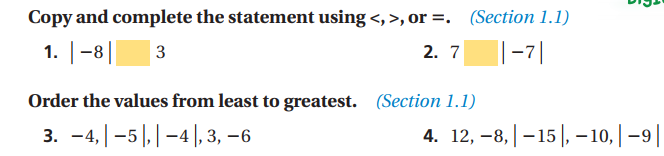 Copy and complete the statement using <, >, or =. (Section 1.1)
1. |−8| 3 2. 7 |−7|
Order the values from least to greatest. (Section 1.1)
3. −4, |−5|, |−4|, 3, −6 4. 12, −8, |−15|, −10, |−9|